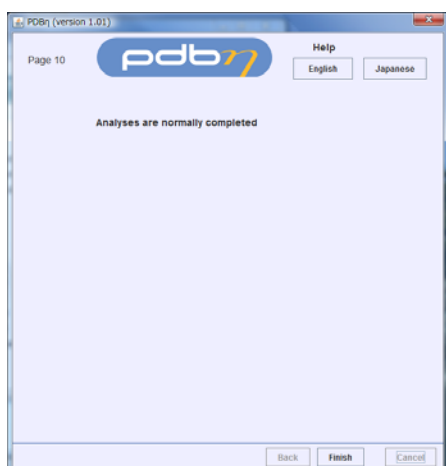 PDBη (version 1.01)
Page 10
pdbη
Help
English
Japanese
Analyses are normally completed
Back
Finish
Cancel